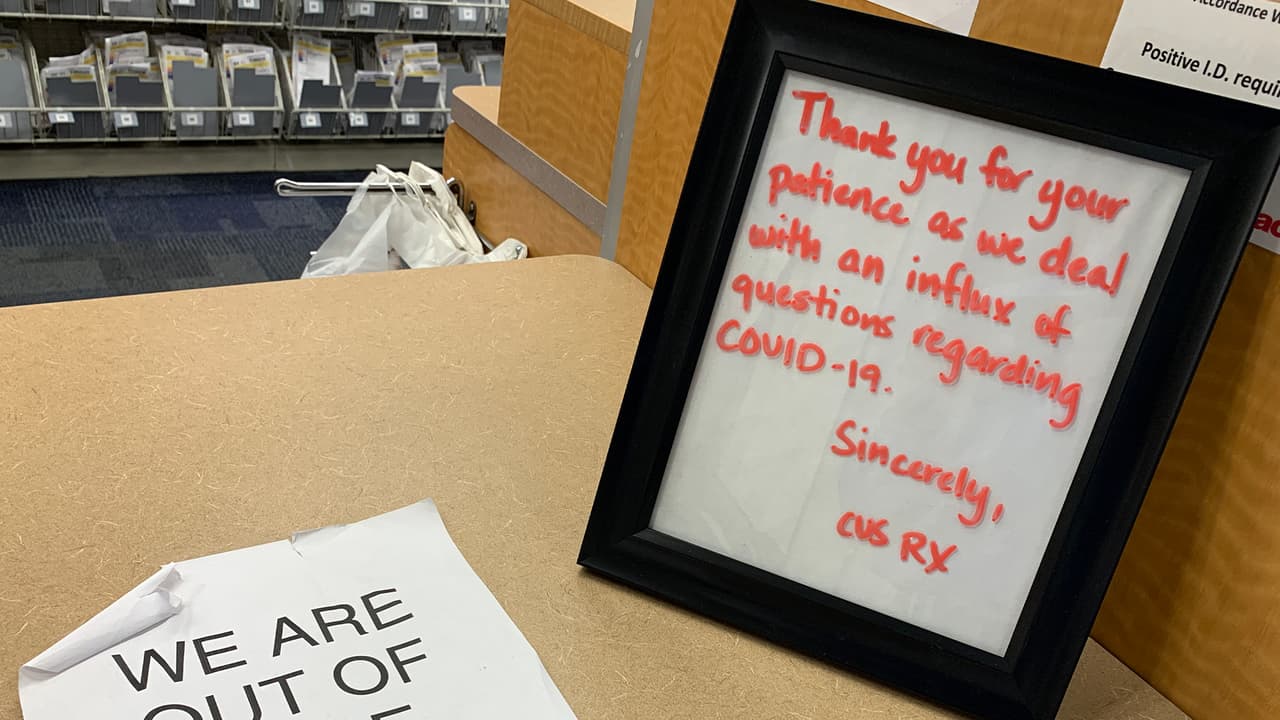 Accordance W
Positive I.D. requi
Thank you for your
patience as we deal
with an influx of
questions regarding
COVID-19.
Sincerely,
CVS RX
WE ARE
OUT OF